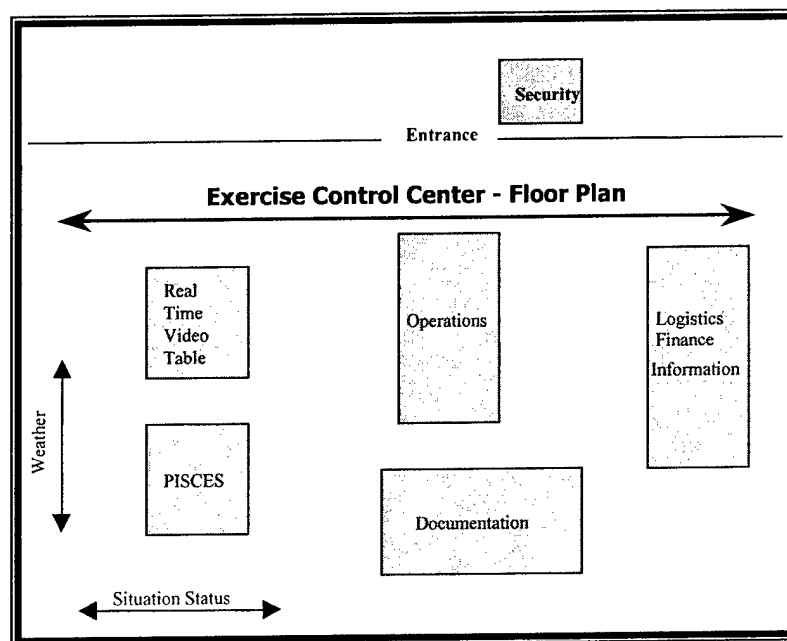 Security
Entrance
Exercise Control Center - Floor Plan
Real
Time
Video
Table
Operations
Logistics
Finance
Information
Weather
PISCES
Documentation
Situation Status